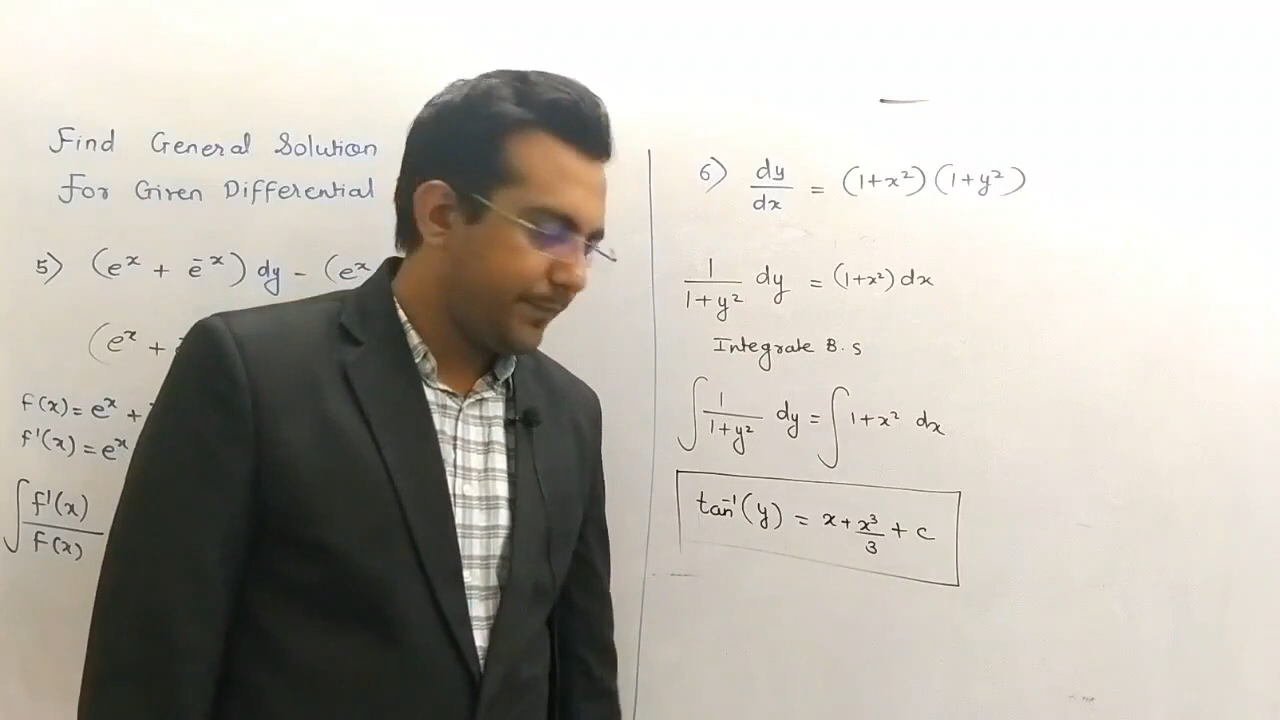 Find General Solution
For Given Differential
5) (eˣ + e⁻ˣ) dy - (eˣ
(eˣ +
f(x) = eˣ +
f'(x) = eˣ
∫ f'(x) / f(x)
6) dy/dx = (1+x²)(1+y²)
1/(1+y²) dy = (1+x²) dx
Integrate B.S
∫ 1/(1+y²) dy = ∫ 1+x² dx
tan⁻¹(y) = x + x³/3 + c